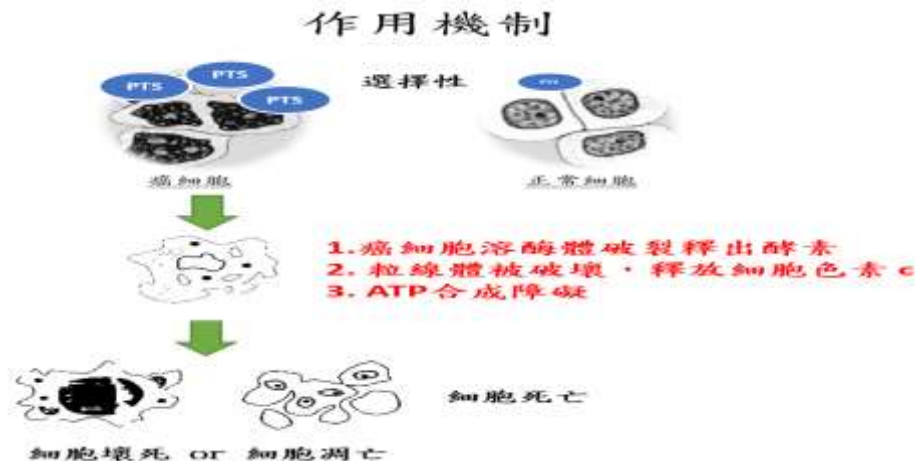 作用機制
PTS
PTS
PTS
選擇性
PTS
癌細胞
正常細胞
1. 癌細胞溶酶體破裂釋出酵素
2. 粒線體被破壞，釋放細胞色素 c
3. ATP合成障礙
細胞死亡
細胞壞死 or 細胞凋亡